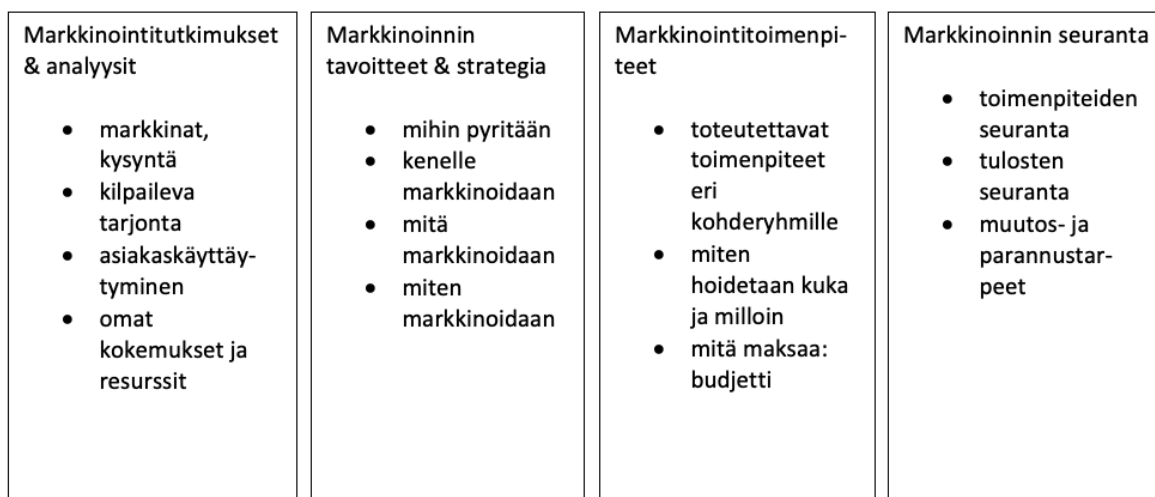 Markkinointitutkimukset
& analyysit
• markkinat,
kysyntä
• kilpaileva
tarjonta
• asiakaskäyttäy-
tyminen
• omat
kokemukset ja
resurssit
Markkinoinnin
tavoitteet & strategia
• mihin pyritään
• kenelle
markkinoidaan
• mitä
markkinoidaan
• miten
markkinoidaan
Markkinointitoimenpi-
teet
• toteutettavat
toimenpiteet
eri
kohderyhmille
• miten
hoidetaan kuka
ja milloin
• mitä maksaa:
budjetti
Markkinoinnin seuranta
• toimenpiteiden
seuranta
• tulosten
seuranta
• muutos- ja
parannustar-
peet